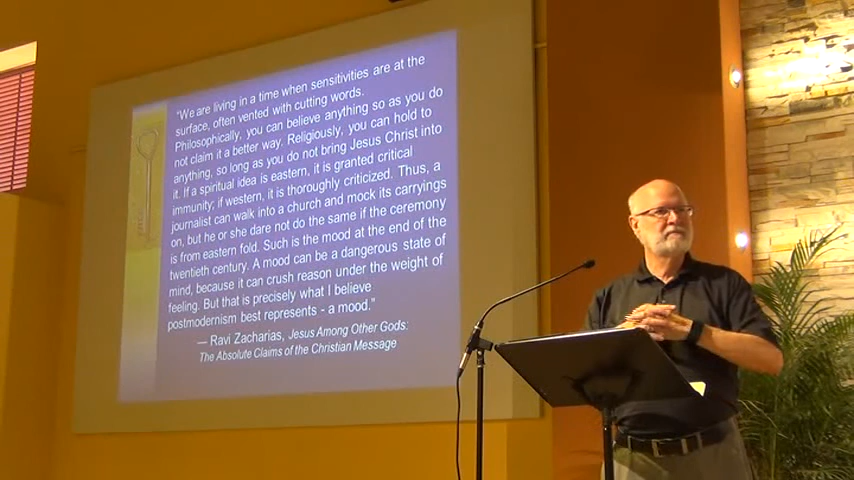 “We are living in a time when sensitivities are at the
surface, often vented with cutting words.
Philosophically, you can believe anything so as you do
not claim it a better way. Religiously, you can hold to
anything, so long as you do not bring Jesus Christ into
it. If a spiritual idea is eastern, it is granted critical
immunity; if western, it is thoroughly criticized. Thus, a
journalist can walk into a church and mock its carryings
on, but he or she dare not do the same if the ceremony
is from eastern fold. Such is the mood at the end of the
twentieth century. A mood can be a dangerous state of
mind, because it can crush reason under the weight of
feeling. But that is precisely what I believe
postmodernism best represents - a mood.”
— Ravi Zacharias, Jesus Among Other Gods:
The Absolute Claims of the Christian Message